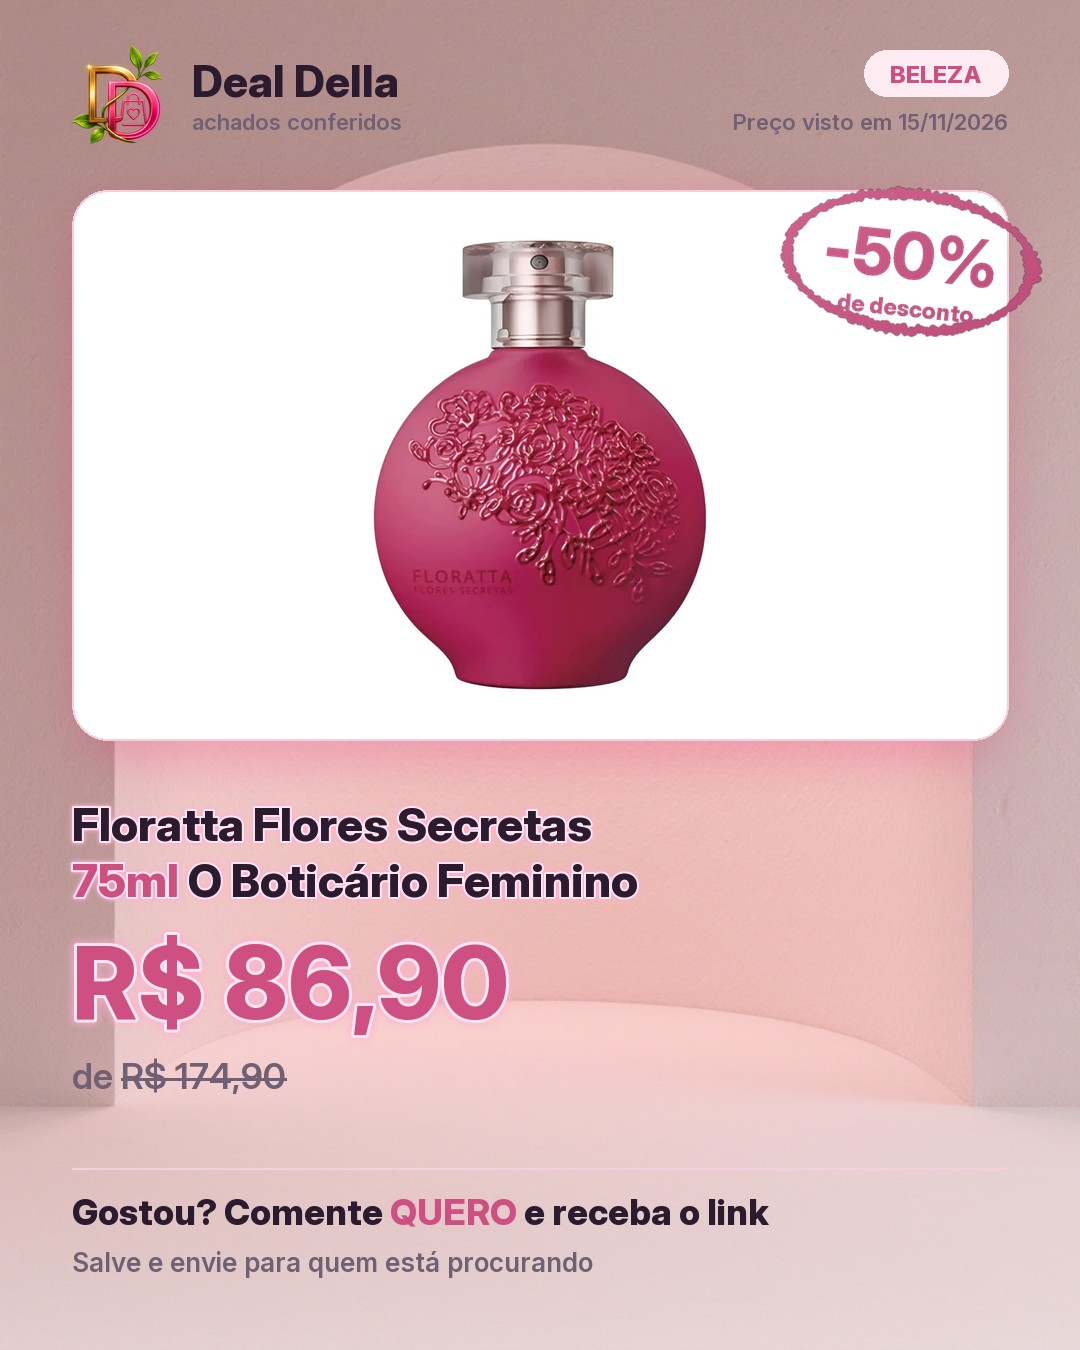 Deal Della
achados conferidos
BELEZA
Preço visto em 15/11/2026
-50%
de desconto
FLORATTA
FLORES SECRETAS
Floratta Flores Secretas
75ml O Boticário Feminino
R$ 86,90
de R$ 174,90
Gostou? Comente QUERO e receba o link
Salve e envie para quem está procurando